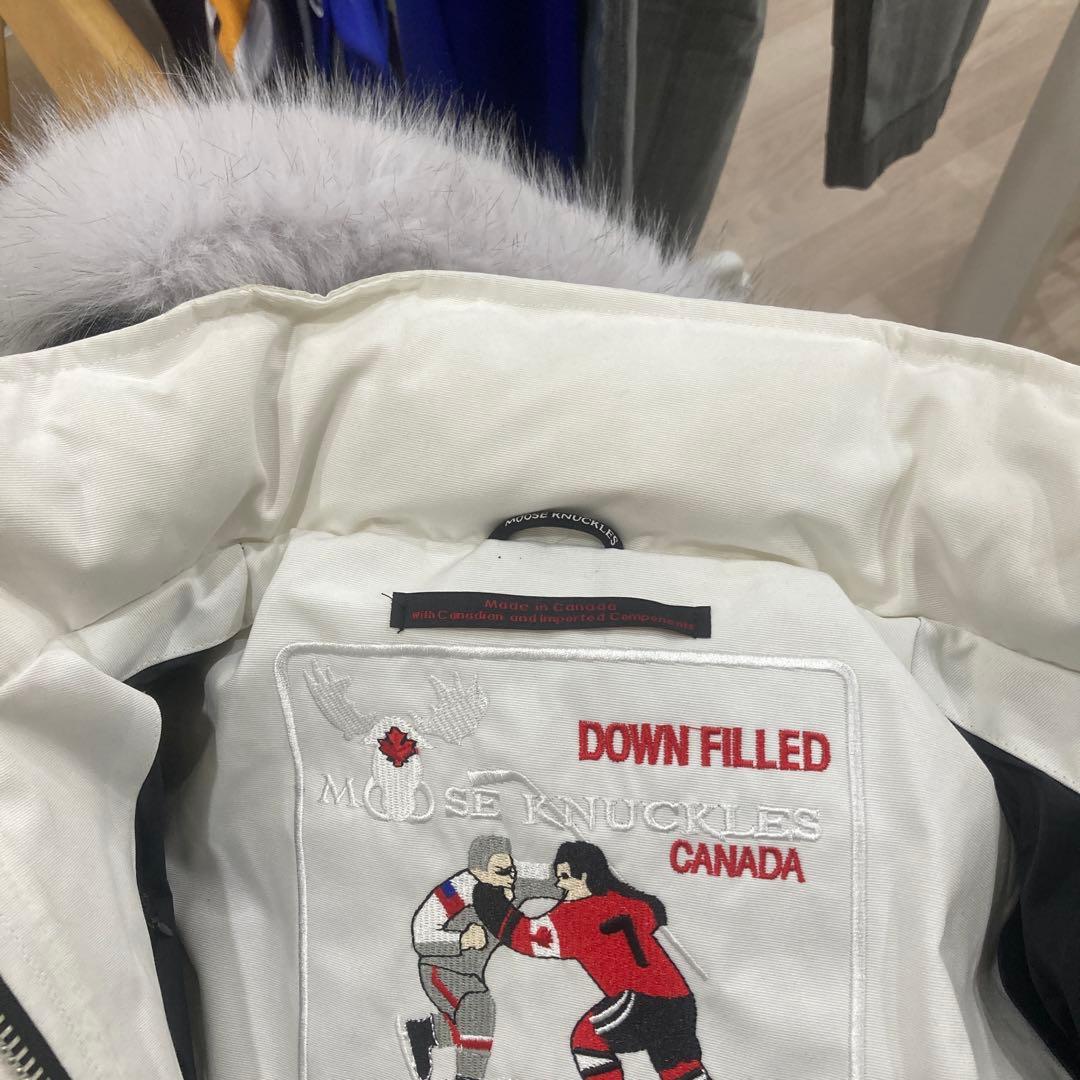 MOOSE KNUCKLES
Made in Canada
with Canadian and Imported Components
DOWN FILLED
MOOSE KNUCKLES
CANADA
7